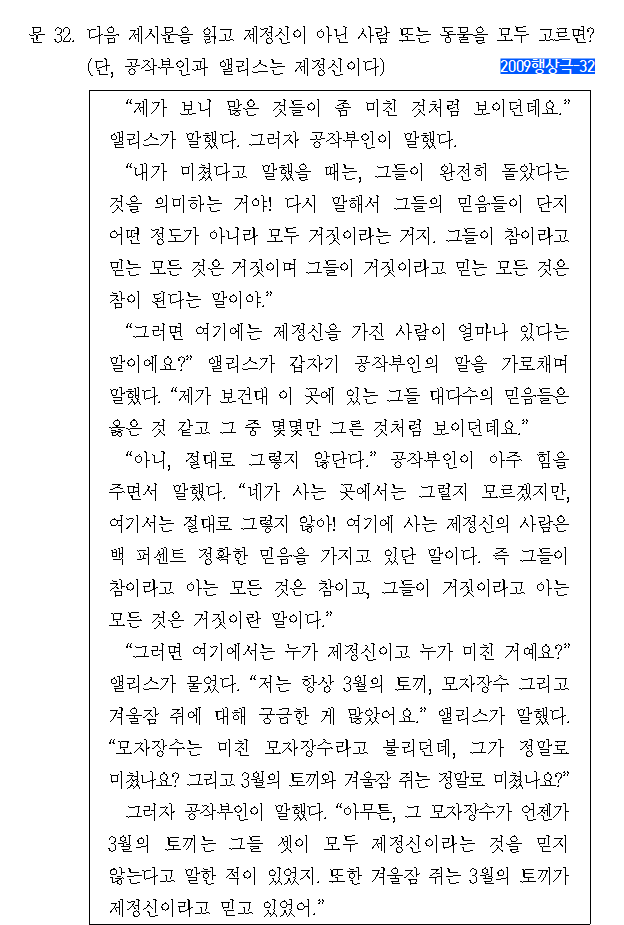 문 32. 다음 제시문을 읽고 제정신이 아닌 사람 또는 동물을 모두 고르면?
(단, 공작부인과 앨리스는 제정신이다)
2009행상극-32
“제가 보니 많은 것들이 좀 미친 것처럼 보이던데요.”
앨리스가 말했다. 그러자 공작부인이 말했다.
“내가 미쳤다고 말했을 때는, 그들이 완전히 돌았다는
것을 의미하는 거야! 다시 말해서 그들의 믿음들이 단지
어떤 정도가 아니라 모두 거짓이라는 거지. 그들이 참이라고
믿는 모든 것은 거짓이며 그들이 거짓이라고 믿는 모든 것은
참이 된다는 말이야.”
“그러면 여기에는 제정신을 가진 사람이 얼마나 있다는
말이에요?” 앨리스가 갑자기 공작부인의 말을 가로채며
말했다. “제가 보건대 이 곳에 있는 그들 대다수의 믿음들은
옳은 것 같고 그 중 몇몇만 그른 것처럼 보이던데요.”
“아니, 절대로 그렇지 않단다.” 공작부인이 아주 힘을
주면서 말했다. “네가 사는 곳에서는 그럴지 모르겠지만,
여기서는 절대로 그렇지 않아! 여기에 사는 제정신의 사람은
백 퍼센트 정확한 믿음을 가지고 있단 말이다. 즉 그들이
참이라고 아는 모든 것은 참이고, 그들이 거짓이라고 아는
모든 것은 거짓이란 말이다.”
“그러면 여기에서는 누가 제정신이고 누가 미친 거예요?”
앨리스가 물었다. “저는 항상 3월의 토끼, 모자장수 그리고
겨울잠 쥐에 대해 궁금한 게 많았어요.” 앨리스가 말했다.
“모자장수는 미친 모자장수라고 불리던데, 그가 정말로
미쳤나요? 그리고 3월의 토끼와 겨울잠 쥐는 정말로 미쳤나요?”
그러자 공작부인이 말했다. “아무튼, 그 모자장수가 언젠가
3월의 토끼는 그들 셋이 모두 제정신이라는 것을 믿지
않는다고 말한 적이 있었지. 또한 겨울잠 쥐는 3월의 토끼가
제정신이라고 믿고 있었어.”